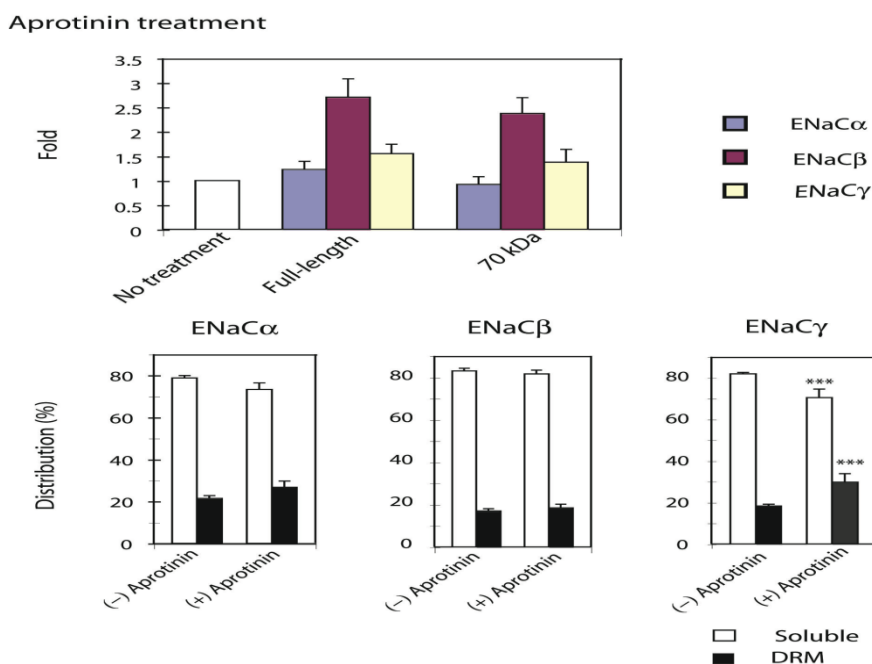 Aprotinin treatment
3.5
3
2.5
2
1.5
1
0.5
0
Fold
No treatment
Full-length
70 kDa
ENaCα
ENaCβ
ENaCγ
ENaCα
ENaCβ
ENaCγ
Distribution (%)
80
60
40
20
0
(−) Aprotinin
(+) Aprotinin
80
60
40
20
0
(−) Aprotinin
(+) Aprotinin
80
60
40
20
0
***
***
(−) Aprotinin
(+) Aprotinin
Soluble
DRM